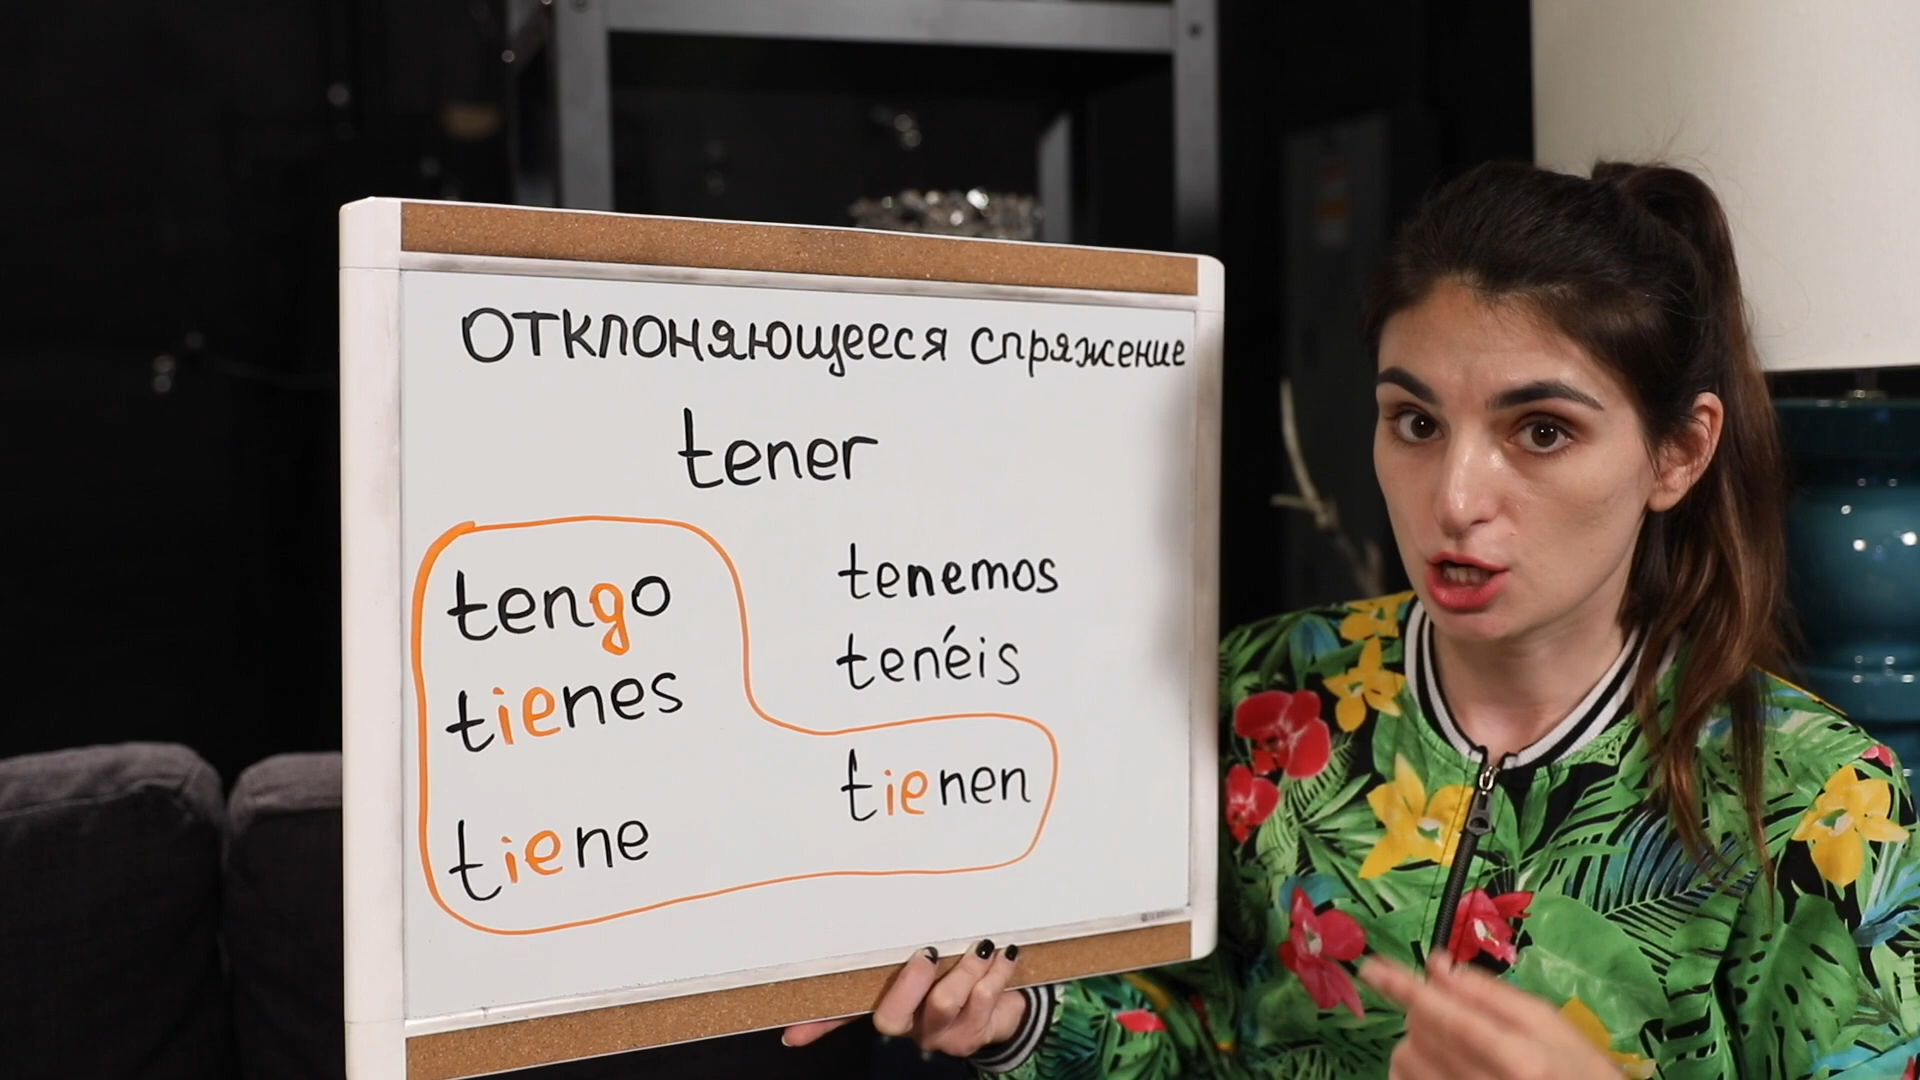 отклоняющееся спряжение
tener
tengo
tienes
tiene
tenemos
tenéis
tienen